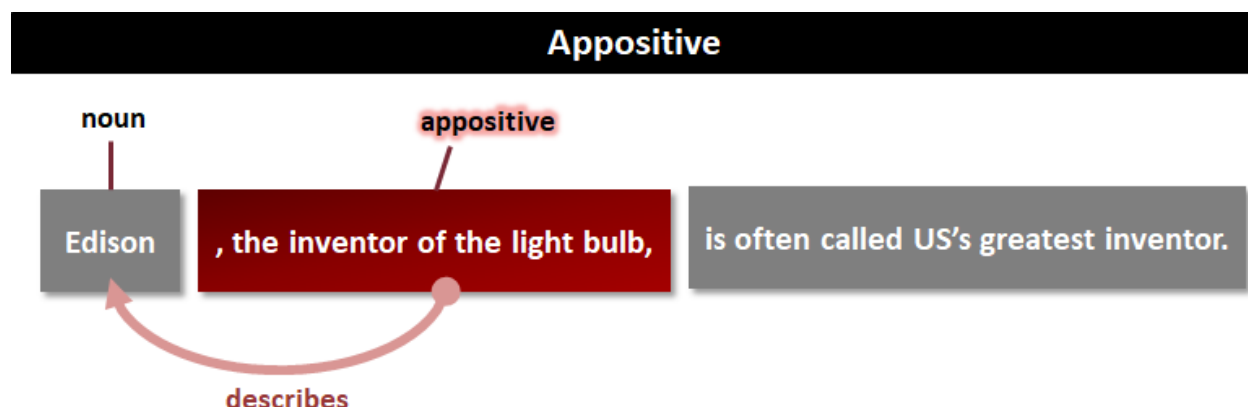 Appositive
noun
appositive
Edison
, the inventor of the light bulb,
is often called US’s greatest inventor.
describes